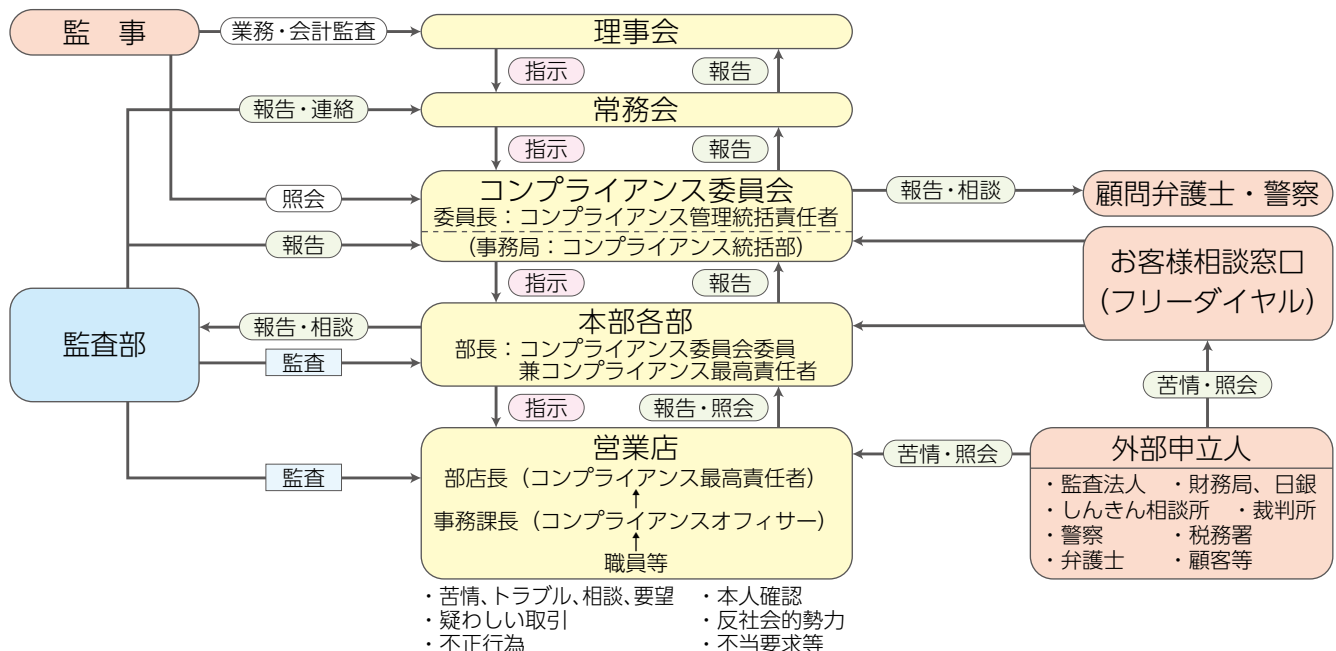 監　事
業務・会計監査
理事会
指示
報告
報告・連絡
常務会
指示
報告
照会
コンプライアンス委員会
委員長：コンプライアンス管理統括責任者
（事務局：コンプライアンス統括部）
報告・相談
顧問弁護士・警察
報告
お客様相談窓口
（フリーダイヤル）
指示
報告
監査部
報告・相談
監査
本部各部
部長：コンプライアンス委員会委員
兼コンプライアンス最高責任者
苦情・照会
指示
報告・照会
監査
営業店
部店長（コンプライアンス最高責任者）
事務課長（コンプライアンスオフィサー）
職員等
苦情・照会
外部申立人
・監査法人　・財務局、日銀
・しんきん相談所　・裁判所
・警察　・税務署
・弁護士　・顧客等
・苦情、トラブル、相談、要望　・本人確認
・疑わしい取引　・反社会的勢力
・不正行為　・不当要求等